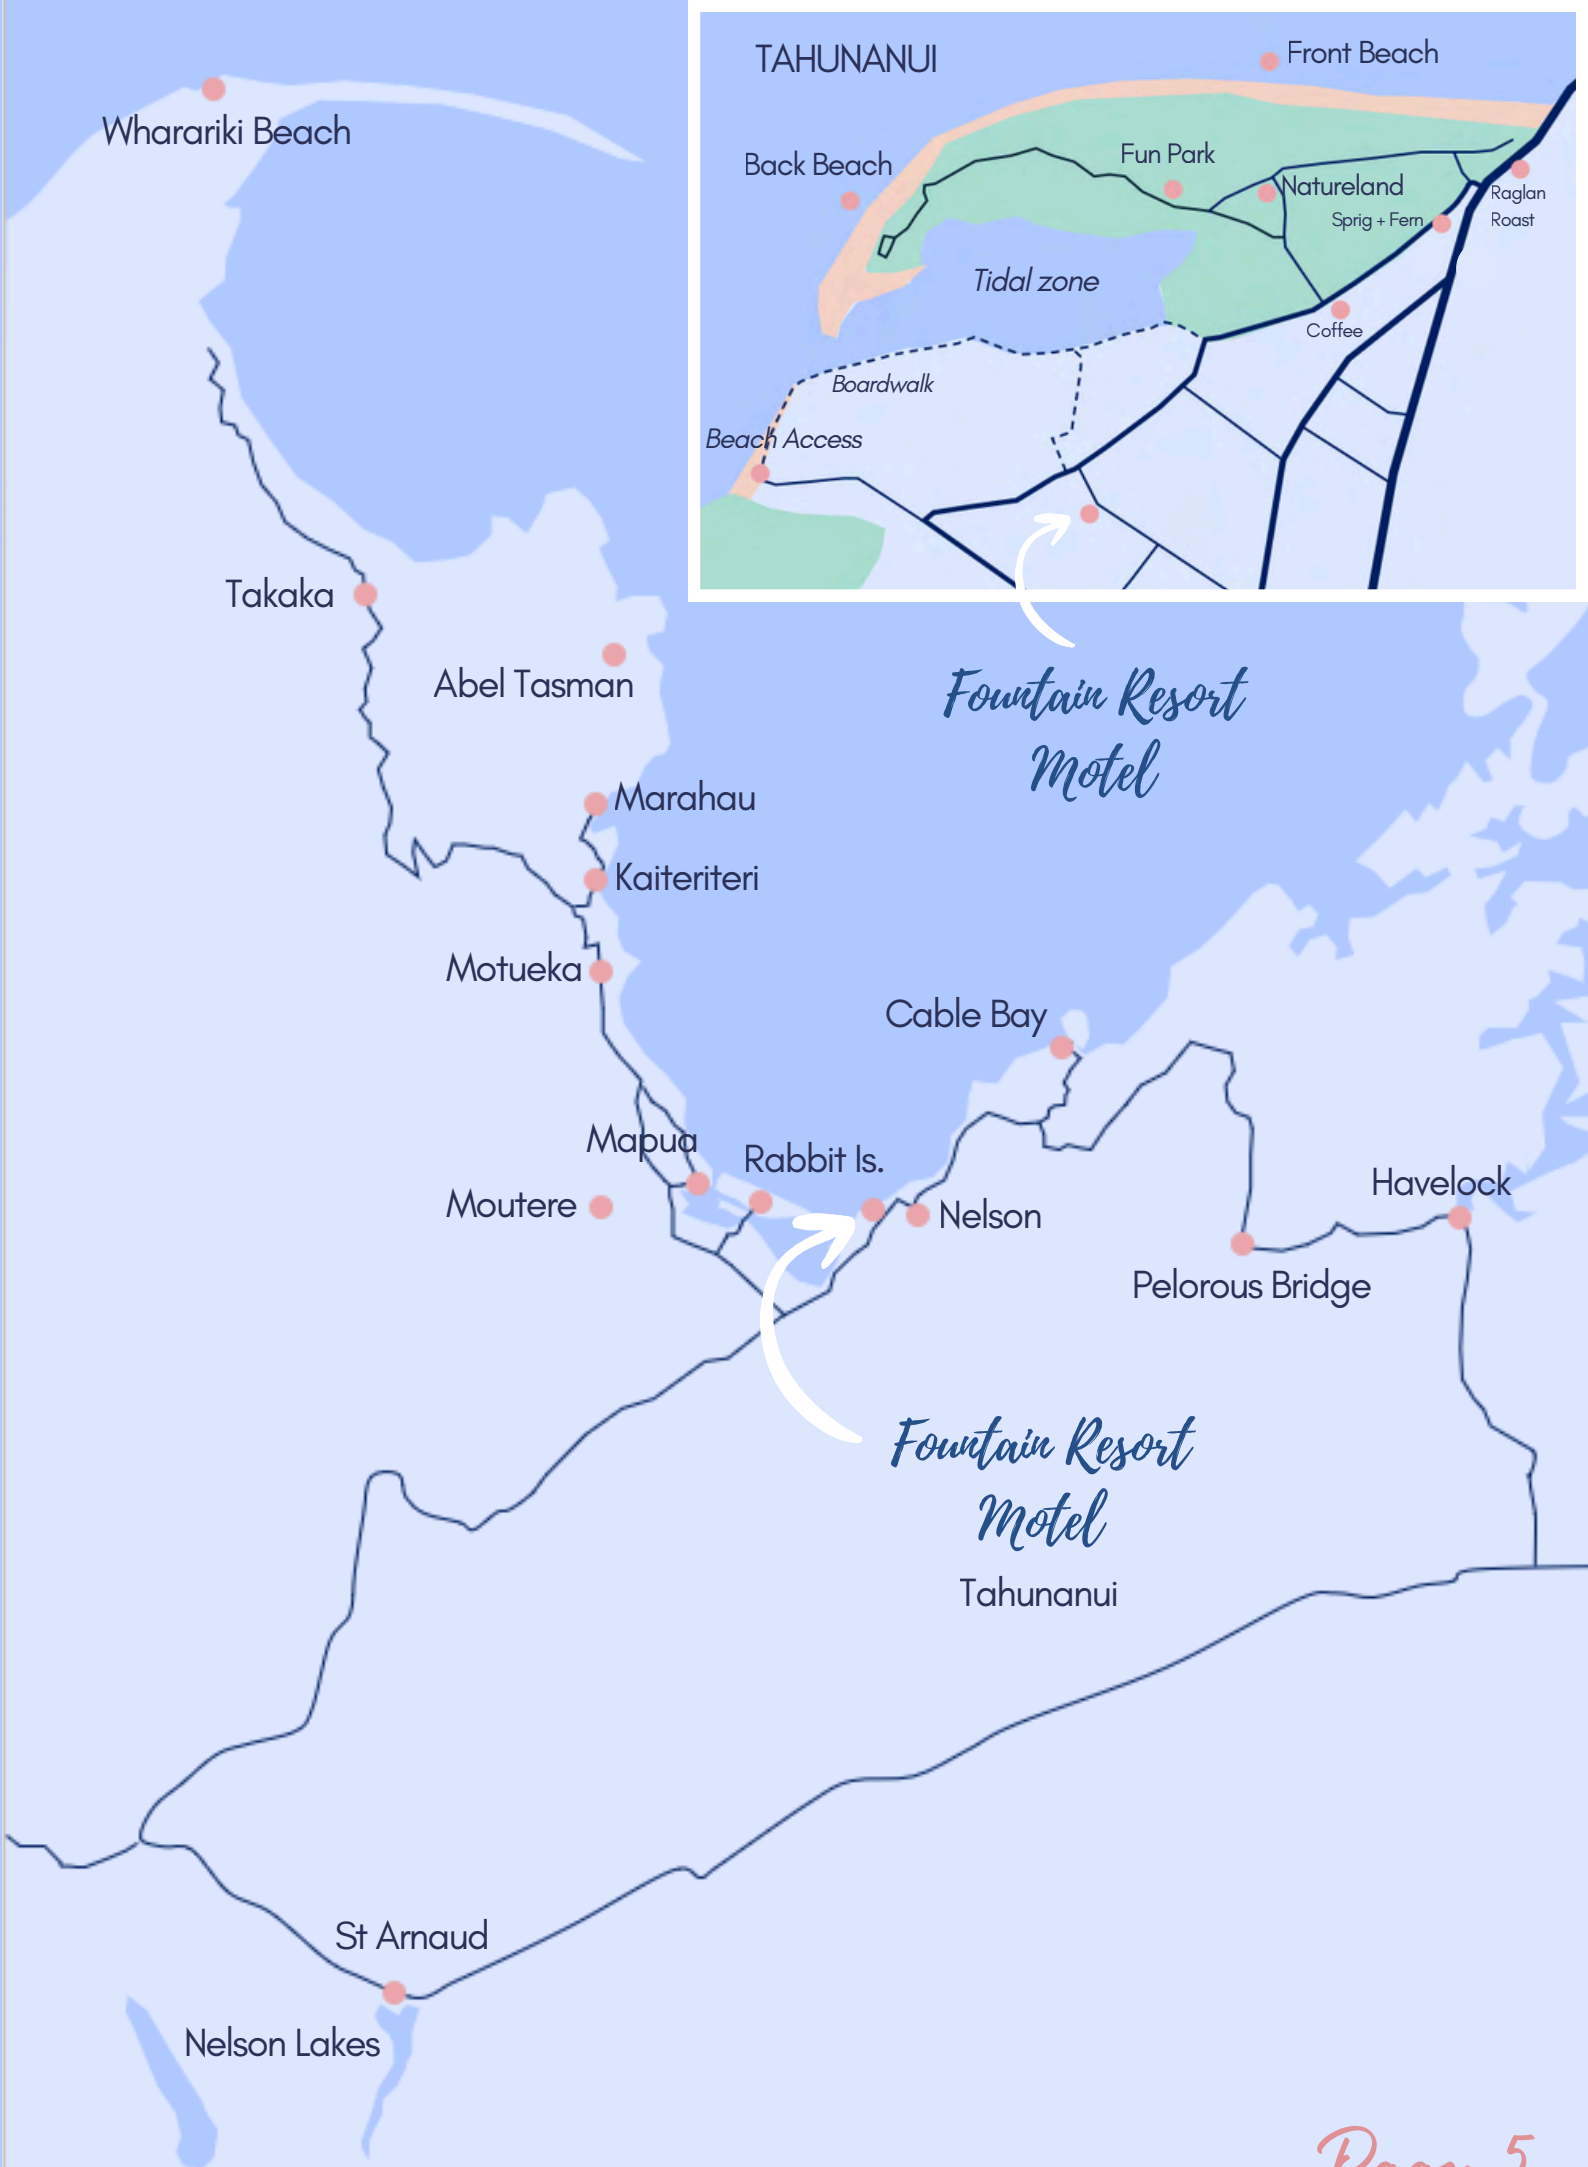 TAHUNANUI
Front Beach
Back Beach
Fun Park
Natureland
Raglan
Roast
Sprig + Fern
Tidal zone
Coffee
Boardwalk
Beach Access
Fountain Resort
Motel
Wharariki Beach
Takaka
Abel Tasman
Marahau
Kaiteriteri
Motueka
Cable Bay
Mapua
Rabbit Is.
Moutere
Nelson
Havelock
Pelorous Bridge
Fountain Resort
Motel
Tahunanui
St Arnaud
Nelson Lakes
Page 5